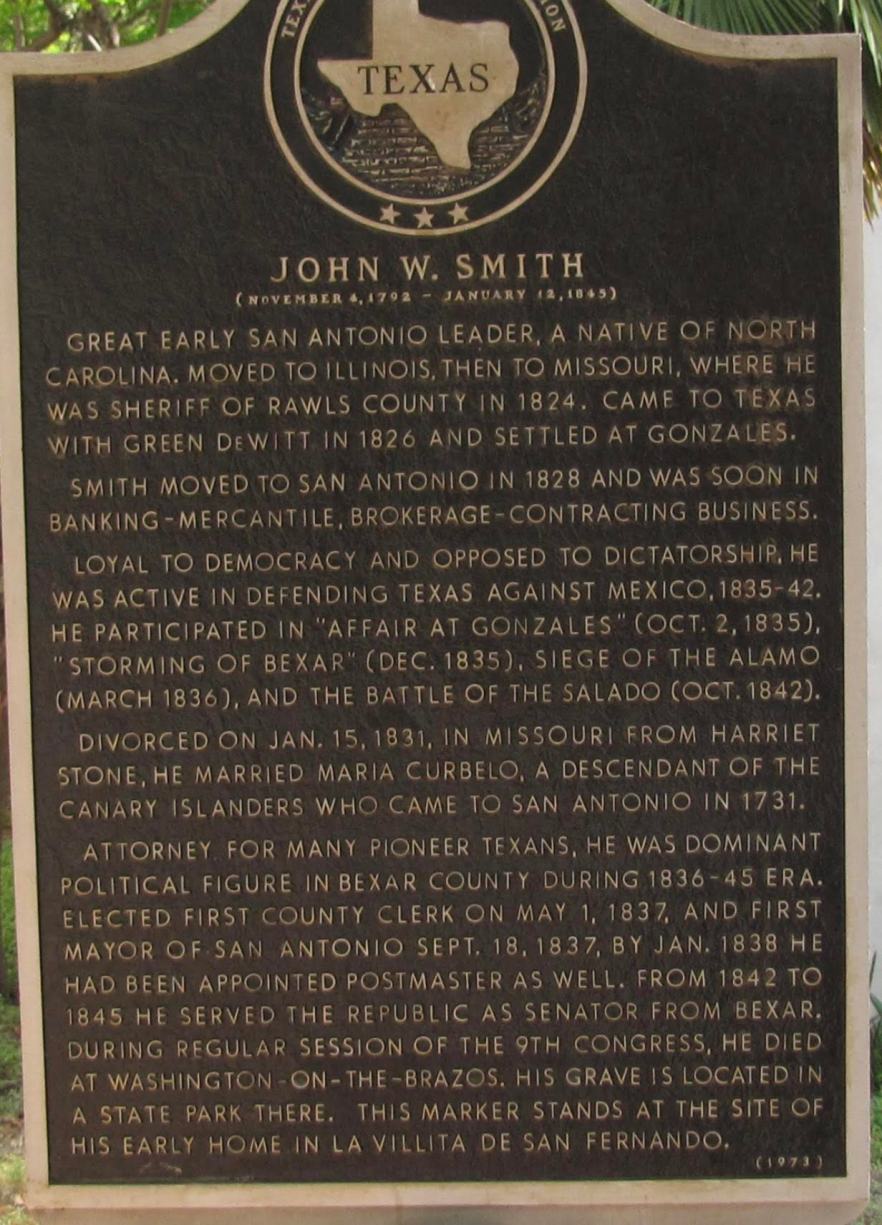 TEX
ION
TEXAS
JOHN W. SMITH
(NOVEMBER 4, 1792 - JANUARY 12, 1845)
GREAT EARLY SAN ANTONIO LEADER, A NATIVE OF NORTH
CAROLINA. MOVED TO ILLINOIS, THEN TO MISSOURI, WHERE HE
WAS SHERIFF OF RAWLS COUNTY IN 1824. CAME TO TEXAS
WITH GREEN DeWITT IN 1826 AND SETTLED AT GONZALES.
SMITH MOVED TO SAN ANTONIO IN 1828 AND WAS SOON IN
BANKING-MERCANTILE, BROKERAGE-CONTRACTING BUSINESS.
LOYAL TO DEMOCRACY AND OPPOSED TO DICTATORSHIP, HE
WAS ACTIVE IN DEFENDING TEXAS AGAINST MEXICO, 1835-42.
HE PARTICIPATED IN "AFFAIR AT GONZALES" (OCT. 2, 1835),
"STORMING OF BEXAR" (DEC. 1835), SIEGE OF THE ALAMO
(MARCH 1836), AND THE BATTLE OF THE SALADO (OCT. 1842).
DIVORCED ON JAN. 15, 1831, IN MISSOURI FROM HARRIET
STONE, HE MARRIED MARIA CURBELO, A DESCENDANT OF THE
CANARY ISLANDERS WHO CAME TO SAN ANTONIO IN 1731.
ATTORNEY FOR MANY PIONEER TEXANS, HE WAS DOMINANT
POLITICAL FIGURE IN BEXAR COUNTY DURING 1836-45 ERA.
ELECTED FIRST COUNTY CLERK ON MAY 1, 1837, AND FIRST
MAYOR OF SAN ANTONIO SEPT. 18, 1837, BY JAN. 1838 HE
HAD BEEN APPOINTED POSTMASTER AS WELL. FROM 1842 TO
1845 HE SERVED THE REPUBLIC AS SENATOR FROM BEXAR.
DURING REGULAR SESSION OF THE 9TH CONGRESS, HE DIED
AT WASHINGTON-ON-THE-BRAZOS. HIS GRAVE IS LOCATED IN
A STATE PARK THERE. THIS MARKER STANDS AT THE SITE OF
HIS EARLY HOME IN LA VILLITA DE SAN FERNANDO.
(1973)